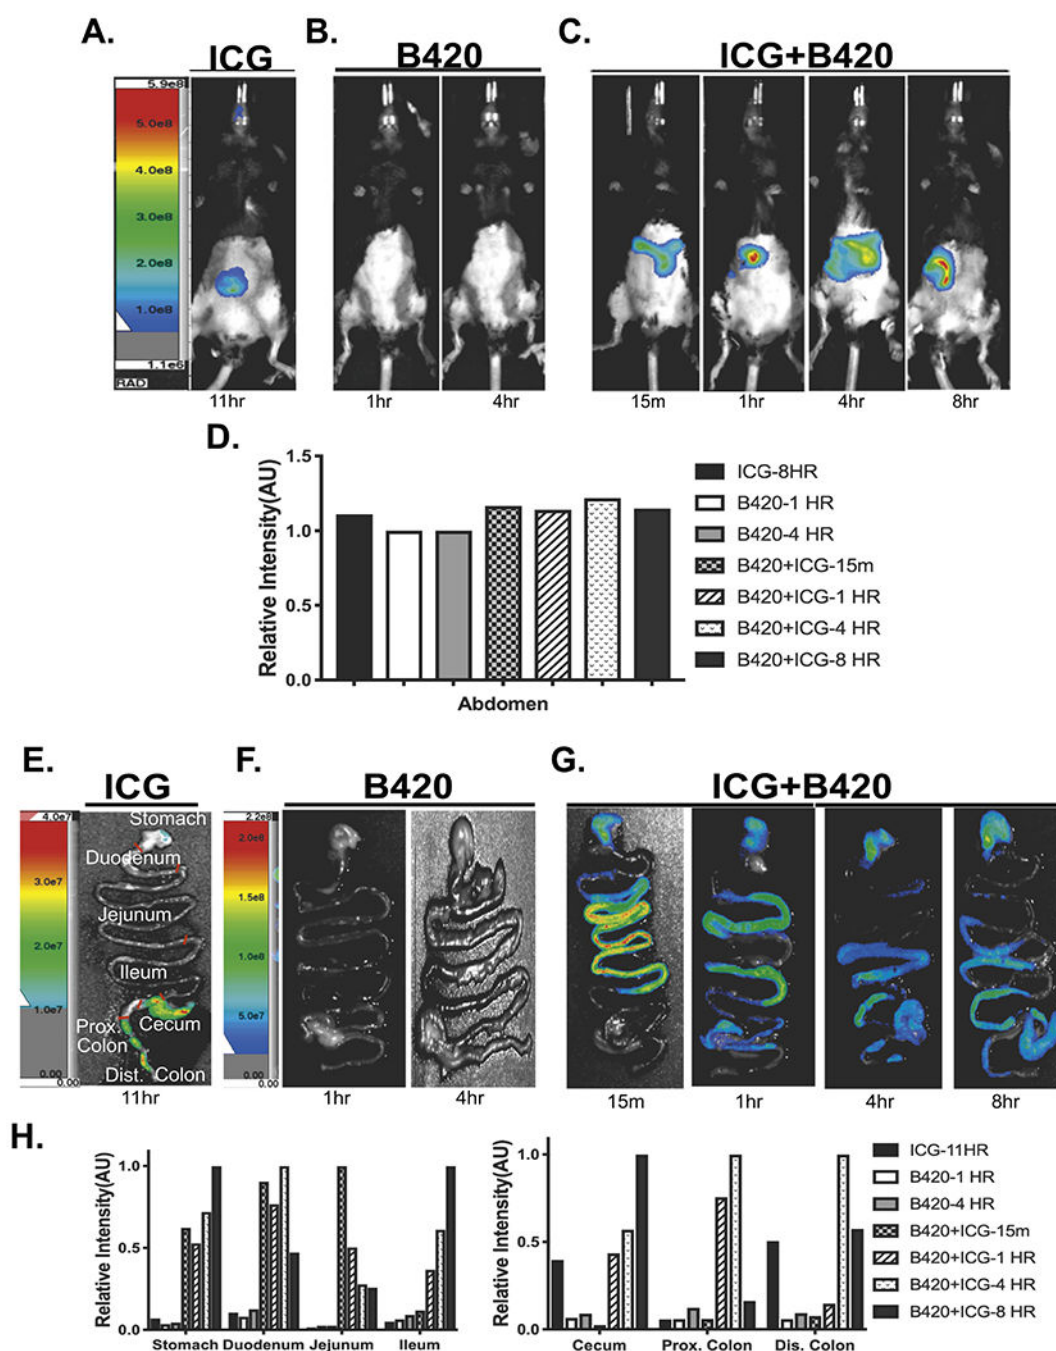 A.
B.
C.
ICG
B420
ICG+B420
5.9e8
5.0e8
4.0e8
3.0e8
2.0e8
1.0e8
1.1e6
RAD
11hr
1hr
4hr
15m
1hr
4hr
8hr
D.
Relative Intensity(AU)
1.5
1.0
0.5
0.0
Abdomen
ICG-8HR
B420-1 HR
B420-4 HR
B420+ICG-15m
B420+ICG-1 HR
B420+ICG-4 HR
B420+ICG-8 HR
E.
F.
G.
ICG
B420
ICG+B420
4.0e7
3.0e7
2.0e7
1.0e7
0.00
0.00
Stomach
Duodenum
Jejunum
Ileum
Cecum
Prox.
Colon
Dist. Colon
11hr
2.2e8
2.0e8
1.5e8
1.0e8
5.0e7
0.00
0.00
1hr
4hr
15m
1hr
4hr
8hr
H.
Relative Intensity(AU)
1.0
0.5
0.0
Stomach Duodenum Jejunum Ileum
Relative Intensity(AU)
1.0
0.5
0.0
Cecum Prox. Colon Dis. Colon
ICG-11HR
B420-1 HR
B420-4 HR
B420+ICG-15m
B420+ICG-1 HR
B420+ICG-4 HR
B420+ICG-8 HR